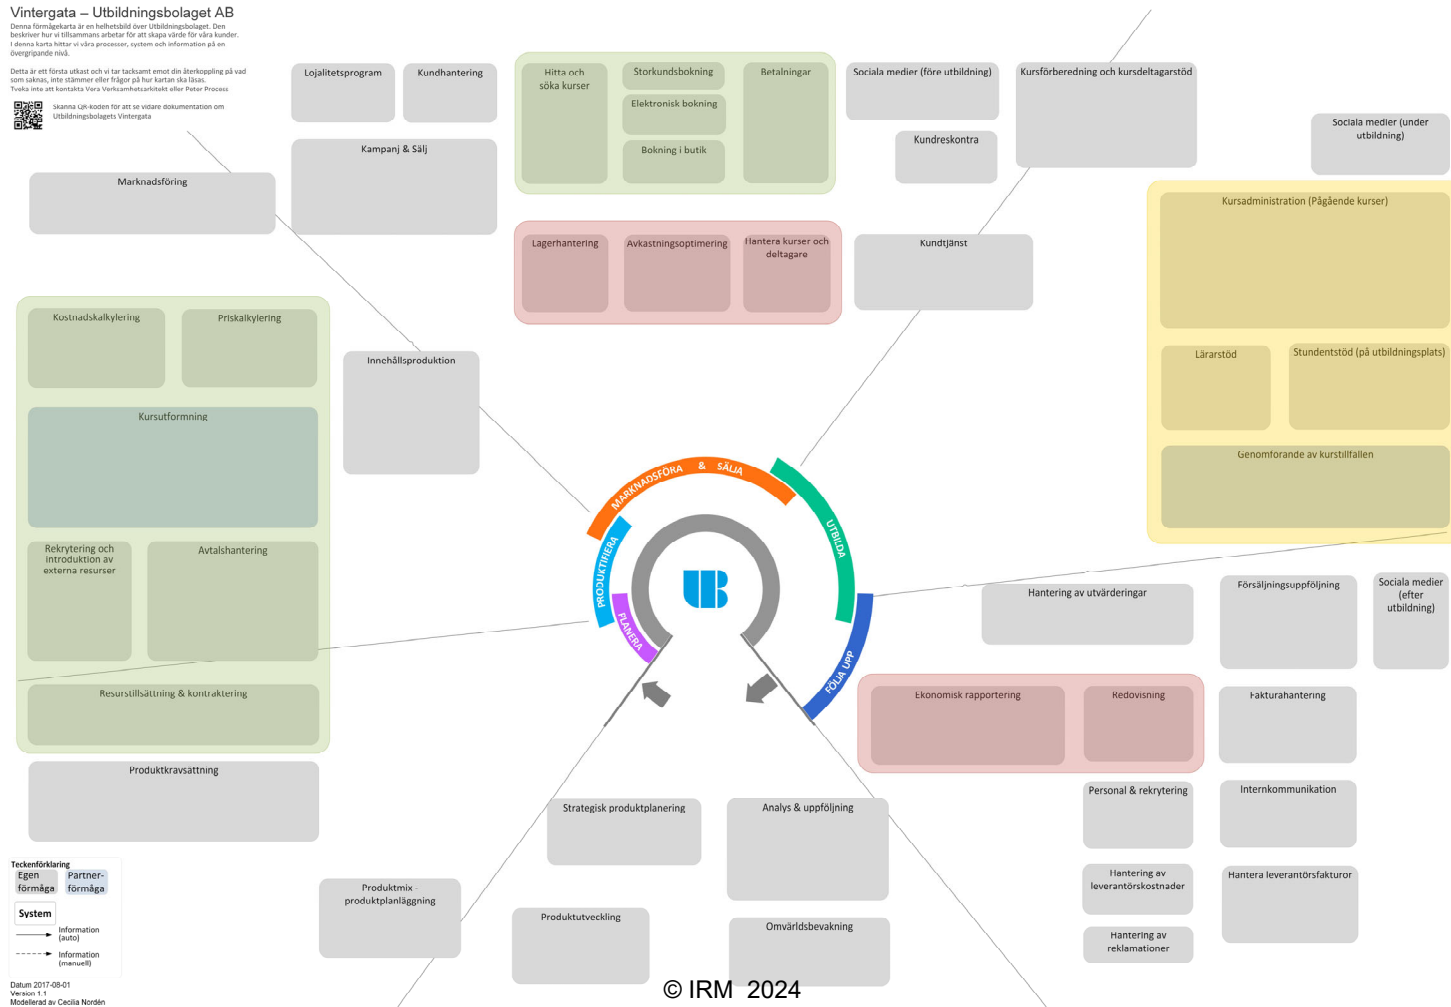 Vintergata – Utbildningsbolaget AB
Denna förmågekarta är en helhetsbild över Utbildningsbolaget. Den
beskriver hur vi tillsammans arbetar för att skapa värde för våra kunder.
I denna karta hittar vi våra processer, system och information på en
övergripande nivå.
Detta är ett första utkast och vi tar tacksamt emot din återkoppling på vad
som saknas, inte stämmer eller frågor på hur kartan ska läsas.
Tveka inte att kontakta Vera Verksamhetsarkitekt eller Peter Process
Skanna QR-koden för att se vidare dokumentation om
Utbildningsbolagets Vintergata
Lojalitetsprogram
Kundhantering
Kampanj & Sälj
Marknadsföring
Hitta och
söka kurser
Storkundsbokning
Elektronisk bokning
Bokning i butik
Betalningar
Sociala medier (före utbildning)
Kundreskontra
Kursförberedning och kursdeltagarstöd
Sociala medier (under
utbildning)
Lagerhantering
Avkastningsoptimering
Hantera kurser och
deltagare
Kundtjänst
Kursadministration (Pågående kurser)
Lärarstöd
Stundentstöd (på utbildningsplats)
Genomförande av kurstillfällen
Kostnadskalkylering
Priskalkylering
Innehållsproduktion
Kursutformning
Rekrytering och
introduktion av
externa resurser
Avtalshantering
Resurstillsättning & kontraktering
Produktkravsättning
MARKNADSFÖRA & SÄLJA
PRODUKTIFIERA
PLANERA
UTBILDA
FÖLJA UPP
UB
Hantering av utvärderingar
Försäljningsuppföljning
Sociala medier
(efter
utbildning)
Ekonomisk rapportering
Redovisning
Fakturahantering
Personal & rekrytering
Internkommunikation
Hantering av
leverantörskostnader
Hantera leverantörsfakturor
Hantering av
reklamationer
Strategisk produktplanering
Analys & uppföljning
Produktmix -
produktplanläggning
Produktutveckling
Omvärldsbevakning
Teckenförklaring
Egen
förmåga
Partner-
förmåga
System
Information
(auto)
Information
(manuell)
Datum 2017-08-01
Version 1.1
Modellerad av Cecilia Nordén
© IRM 2024